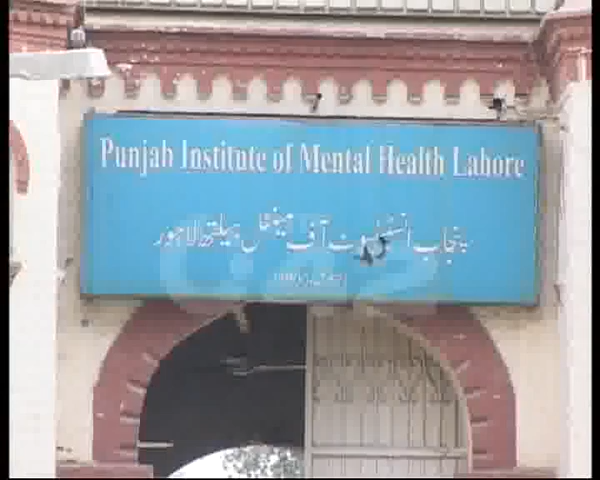 Punjab Institute of Mental Health Lahore
پنجاب انسٹیٹیوٹ آف مینٹل ہیلتھ لاہور